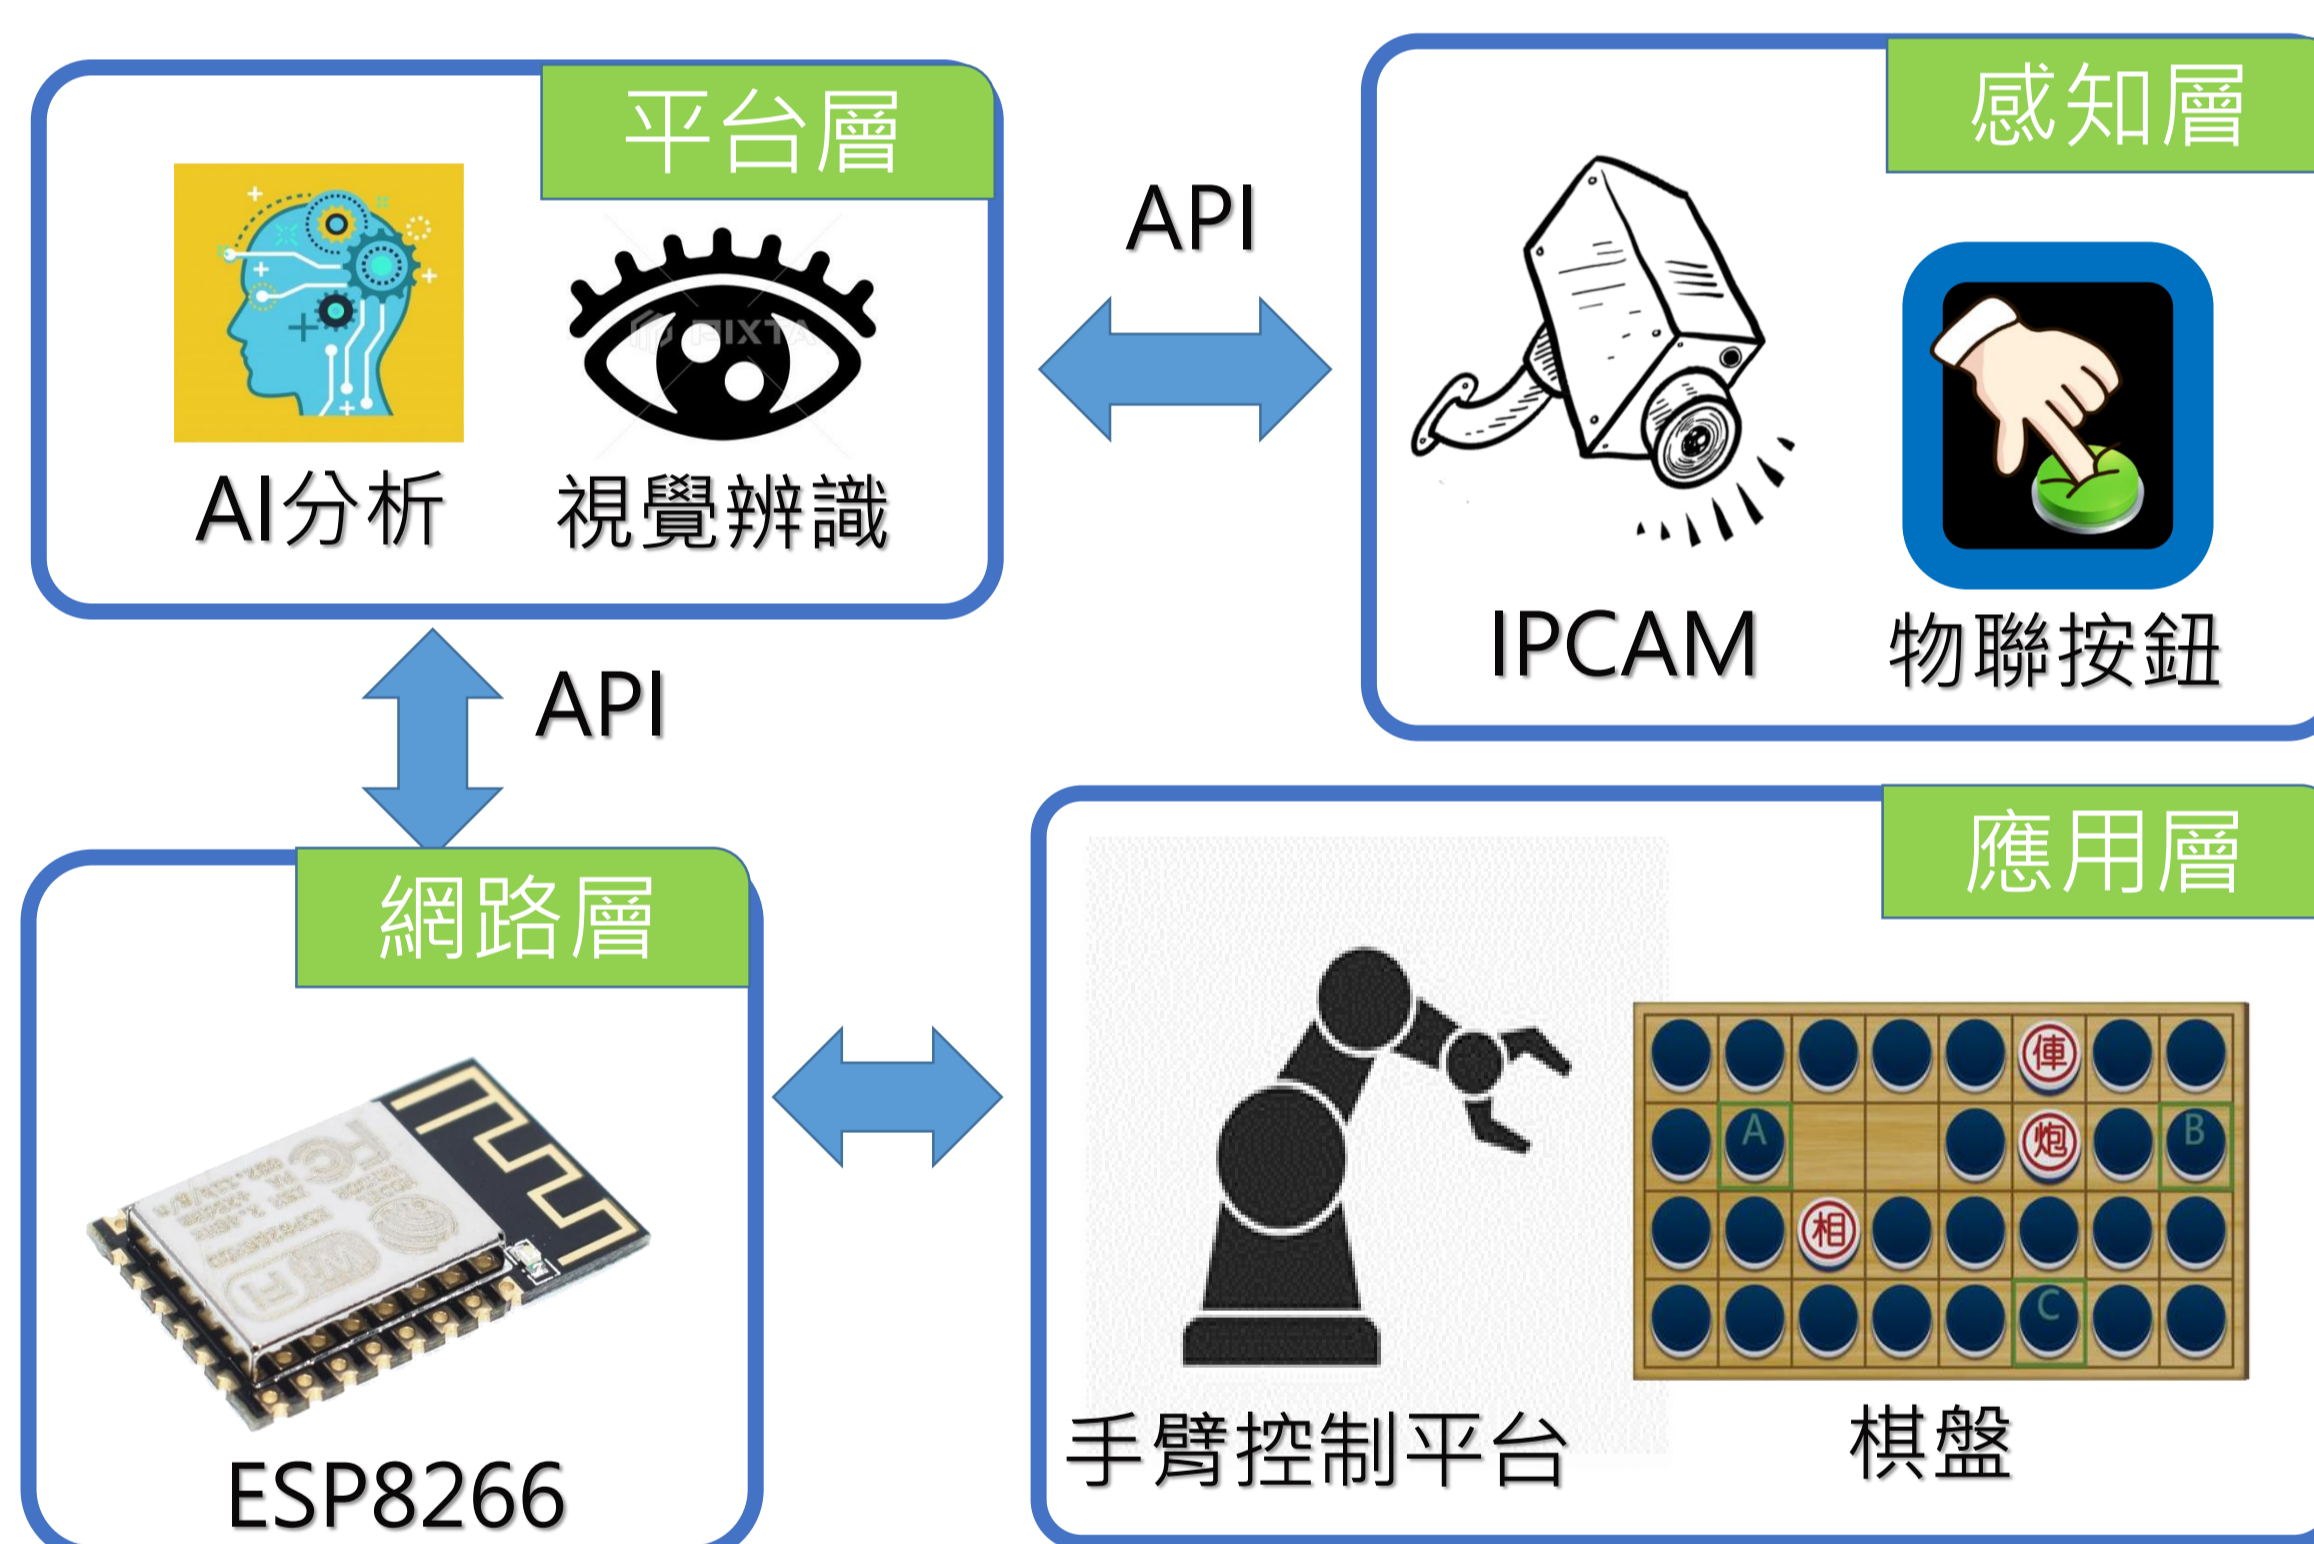 平台層
AI分析
視覺辨識
PIXTA
API
感知層
IPCAM
物聯按鈕
API
網路層
ESP8266
應用層
俥
A
炮
B
相
C
手臂控制平台
棋盤